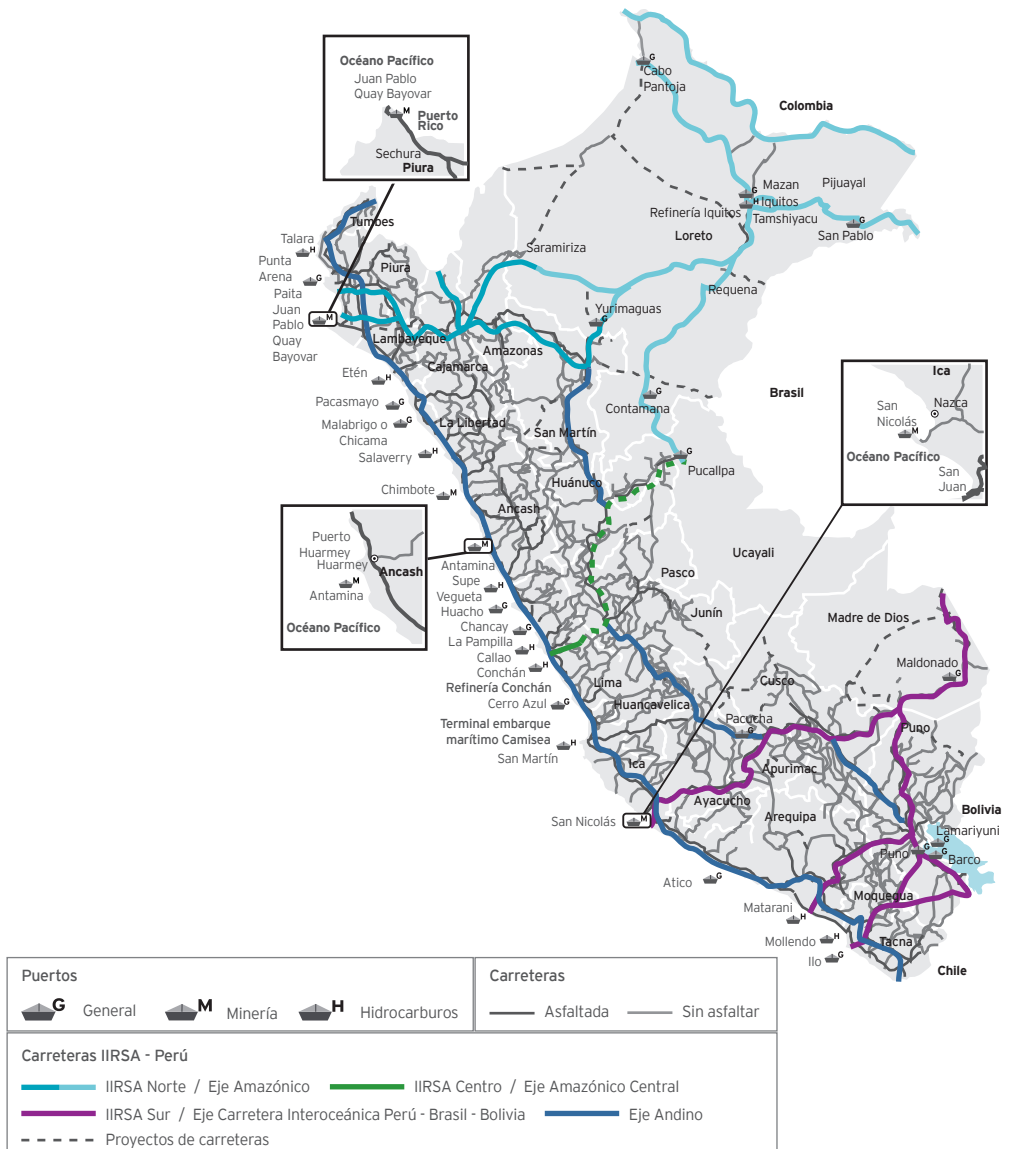 Océano Pacífico
Juan Pablo
Quay Bayovar
M
Puerto
Rico
Sechura
Piura
G
Cabo
Pantoja
Colombia
G
Mazan
H
Iquitos
Pijuayal
Refinería Iquitos
Tanshiyacu
G
San Pablo
Loreto
Tumbes
Talara
H
Punta
Arena
G
Paita
Juan
Pablo
M
Quay
Bayovar
Piura
Saramiriza
Requena
Yurimaguas
G
Lambayeque
Amazonas
Cajamarca
Etén
H
Pacasmayo
G
Malabrigo o
Chicama
G
La Libertad
San Martín
Salaverry
H
Contamana
G
Brasil
Pucallpa
G
Ica
San
Nicolás
M
Nazca
Océano Pacífico
San
Juan
Chimbote
M
Huánuco
Ancash
Puerto
Huarmey
Huarmey
M
Ancash
Antamina
Océano Pacífico
M
Antamina
Supe
H
Vegueta
Huacho
G
Chancay
G
La Pampilla
H
Callao
Conchán
H
Refinería Conchán
Cerro Azul
G
Terminal embarque
marítimo Camisea
H
San Martín
Ucayali
Pasco
Junín
Madre de Dios
Maldonado
G
Lima
Cusco
Huancavelica
Pacucha
G
Puno
Ica
Apurimac
Ayacucho
San Nicolás
M
Arequipa
Bolivia
Lamariyuni
G
Puno
G
G
Barco
Atico
G
Moquegua
Matarani
H
Mollendo
H
Tacna
Ilo
G
Chile
Puertos
G General
M Minería
H Hidrocarburos
Carreteras
Asfaltada
Sin asfaltar
Carreteras IIRSA - Perú
IIRSA Norte / Eje Amazónico
IIRSA Centro / Eje Amazónico Central
IIRSA Sur / Eje Carretera Interoceánica Perú - Brasil - Bolivia
Eje Andino
Proyectos de carreteras